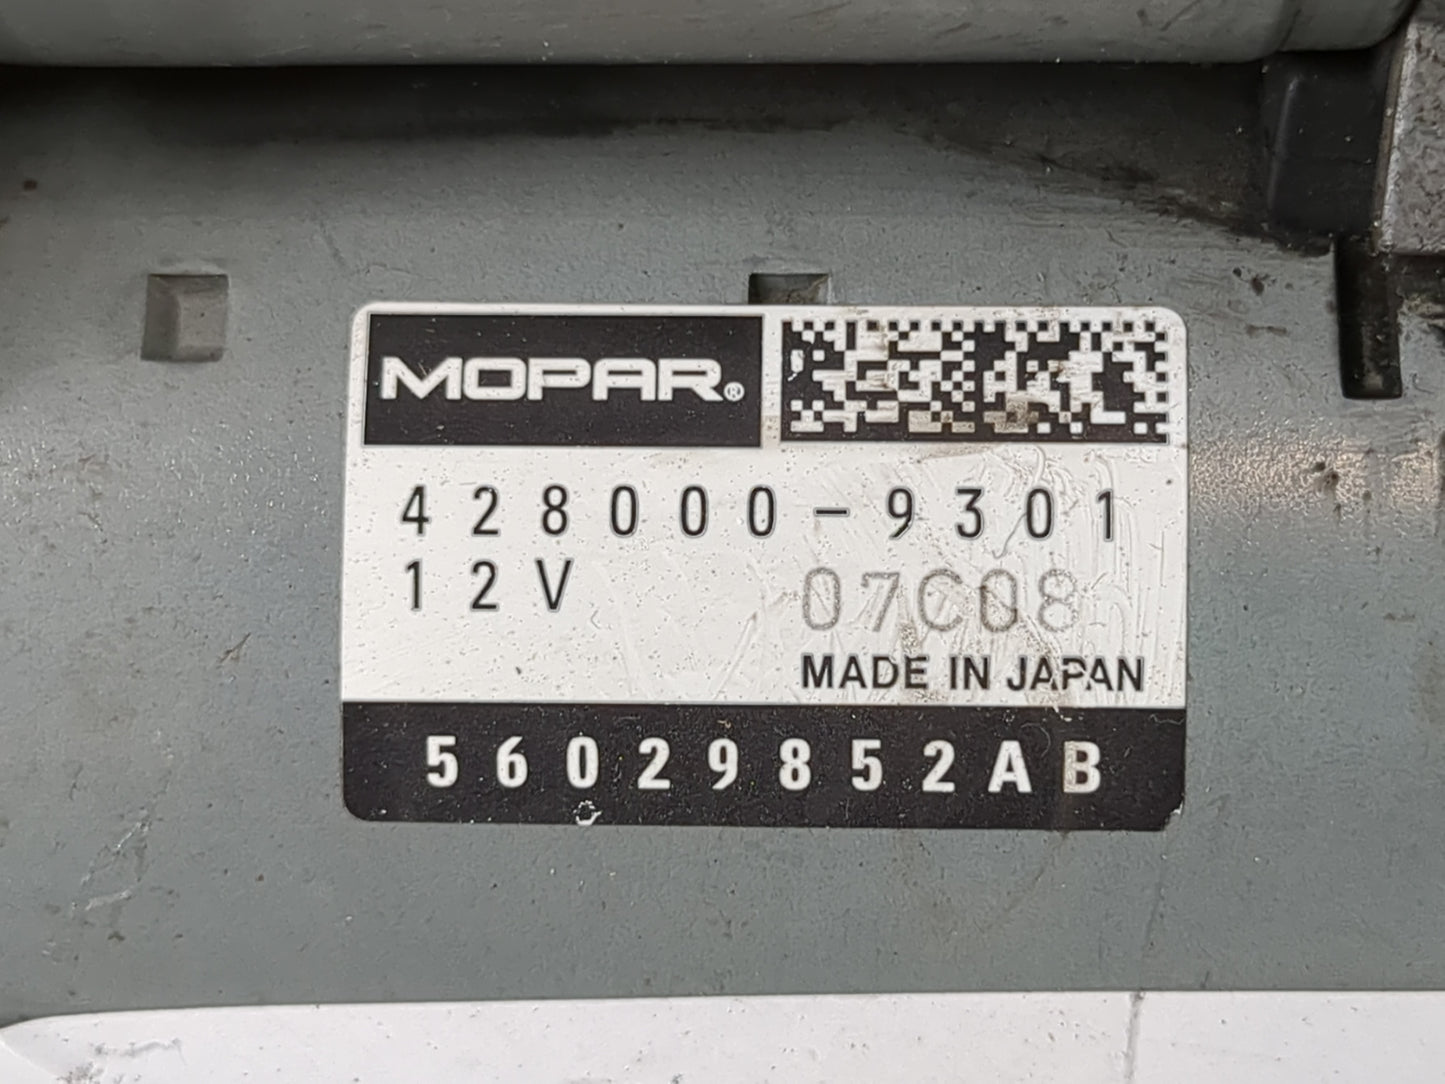 MOPAR®
428000-9301
12V 07C08
MADE IN JAPAN
56029852AB